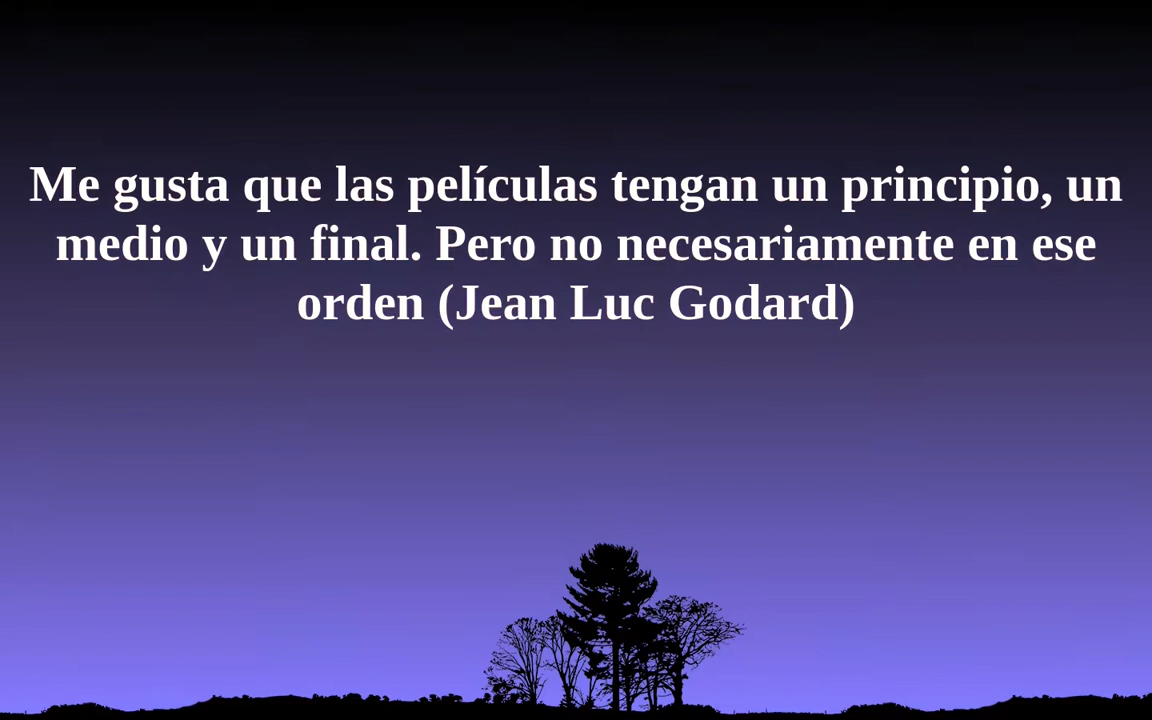 Me gusta que las películas tengan un principio, un
medio y un final. Pero no necesariamente en ese
orden (Jean Luc Godard)